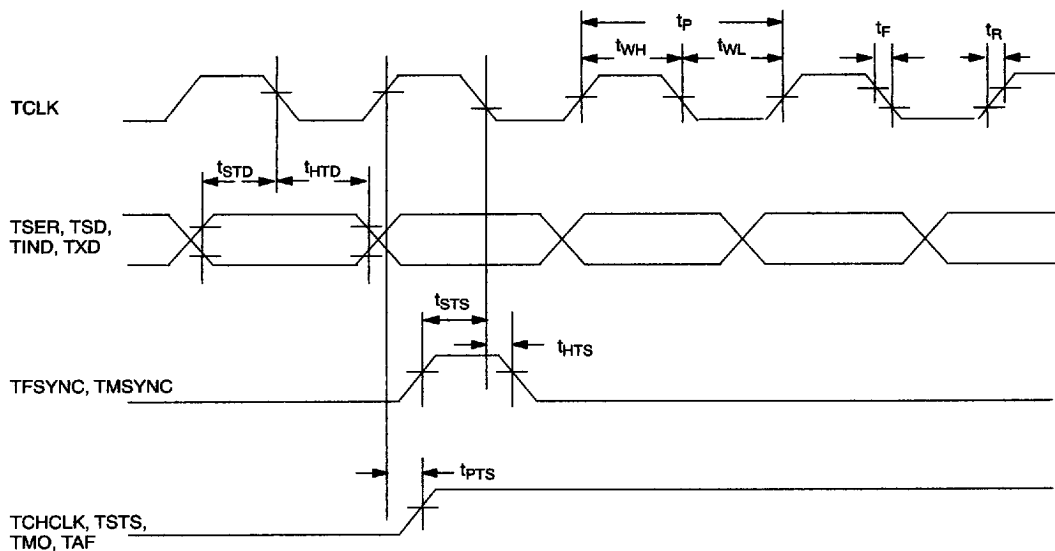 tP
tF
tR
tWH
tWL
TCLK
tSTD
tHTD
TSER, TSD,
TIND, TXD
tSTS
tHTS
TFSYNC, TMSYNC
tPTS
TCHCLK, TSTS,
TMO, TAF